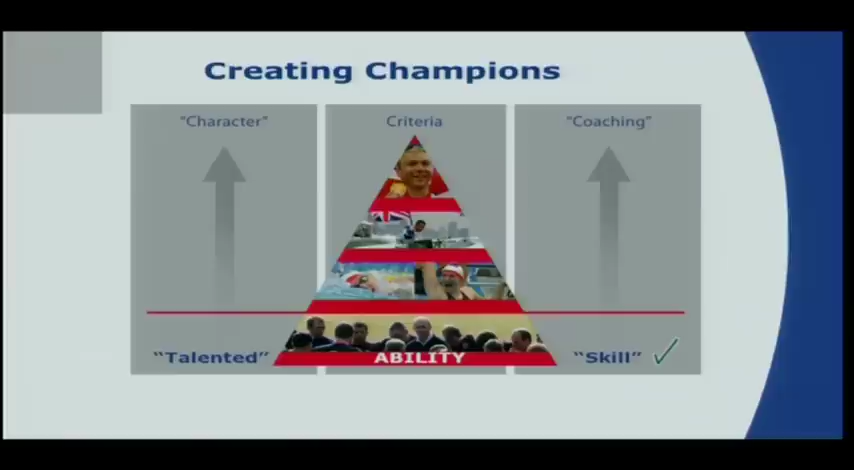 Creating Champions
"Character" Criteria "Coaching"
"Talented" ABILITY "Skill"